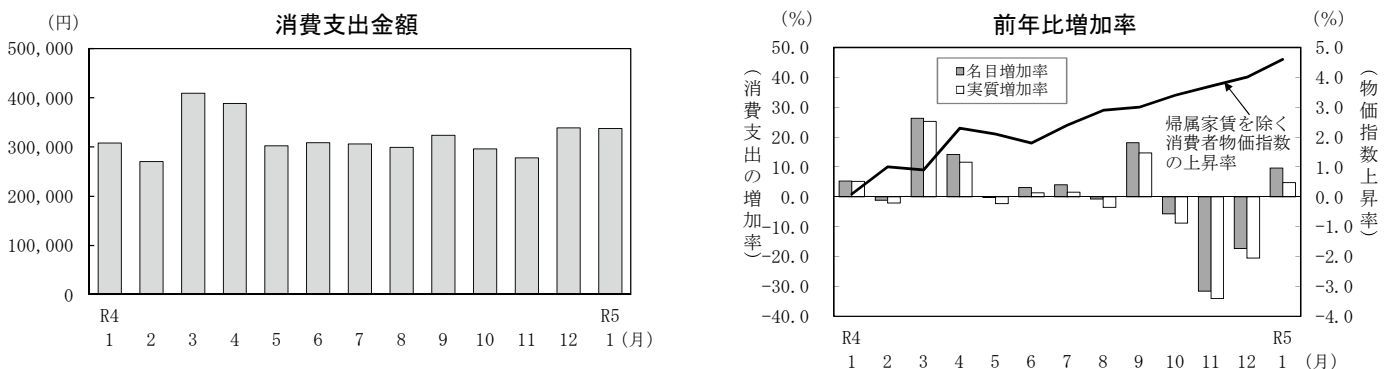 消費支出金額
(円)
500,000
400,000
300,000
200,000
100,000
0
R4 R5
1 2 3 4 5 6 7 8 9 10 11 12 1 (月)
前年比増加率
(%) (%)
(消費支出の増加率)
50.0
40.0
30.0
20.0
10.0
0.0
-10.0
-20.0
-30.0
-40.0
名目増加率
実質増加率
帰属家賃を除く
消費者物価指数
の上昇率
5.0
4.0
3.0
2.0
1.0
0.0
-1.0
-2.0
-3.0
-4.0
(物価指数上昇率)
R4 R5
1 2 3 4 5 6 7 8 9 10 11 12 1 (月)